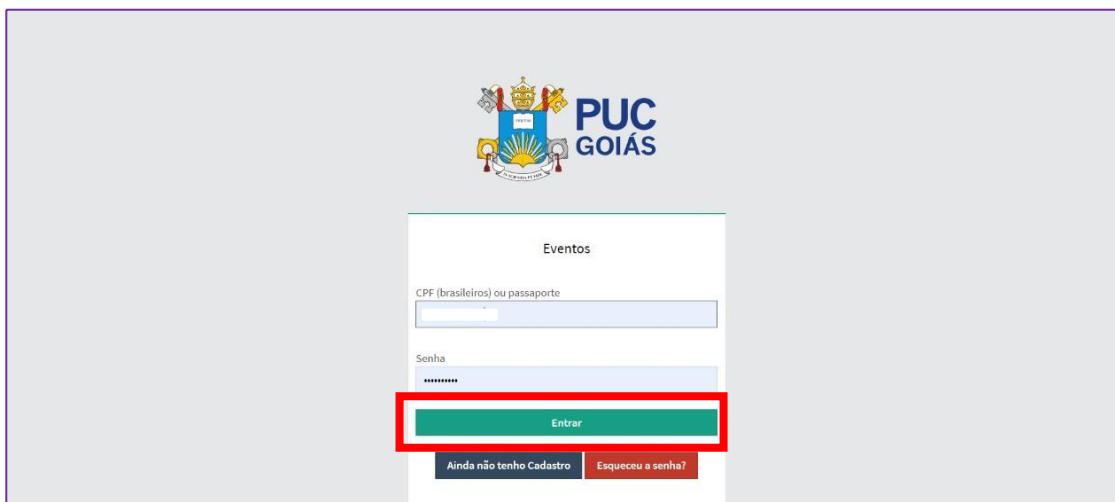 PUC
GOIÁS
Eventos
CPF (brasileiros) ou passaporte
Senha
Entrar
Ainda não tenho Cadastro Esqueceu a senha?